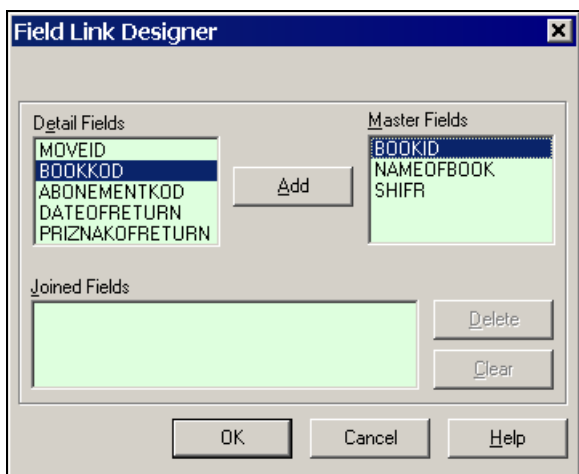 Field Link Designer
Detail Fields
MOVEID
BOOKKOD
ABONEMENTKOD
DATEOFRETURN
PRIZNAKOFRETURN
Add
Master Fields
BOOKID
NAMEOFBOOK
SHIFR
Joined Fields
Delete
Clear
OK
Cancel
Help